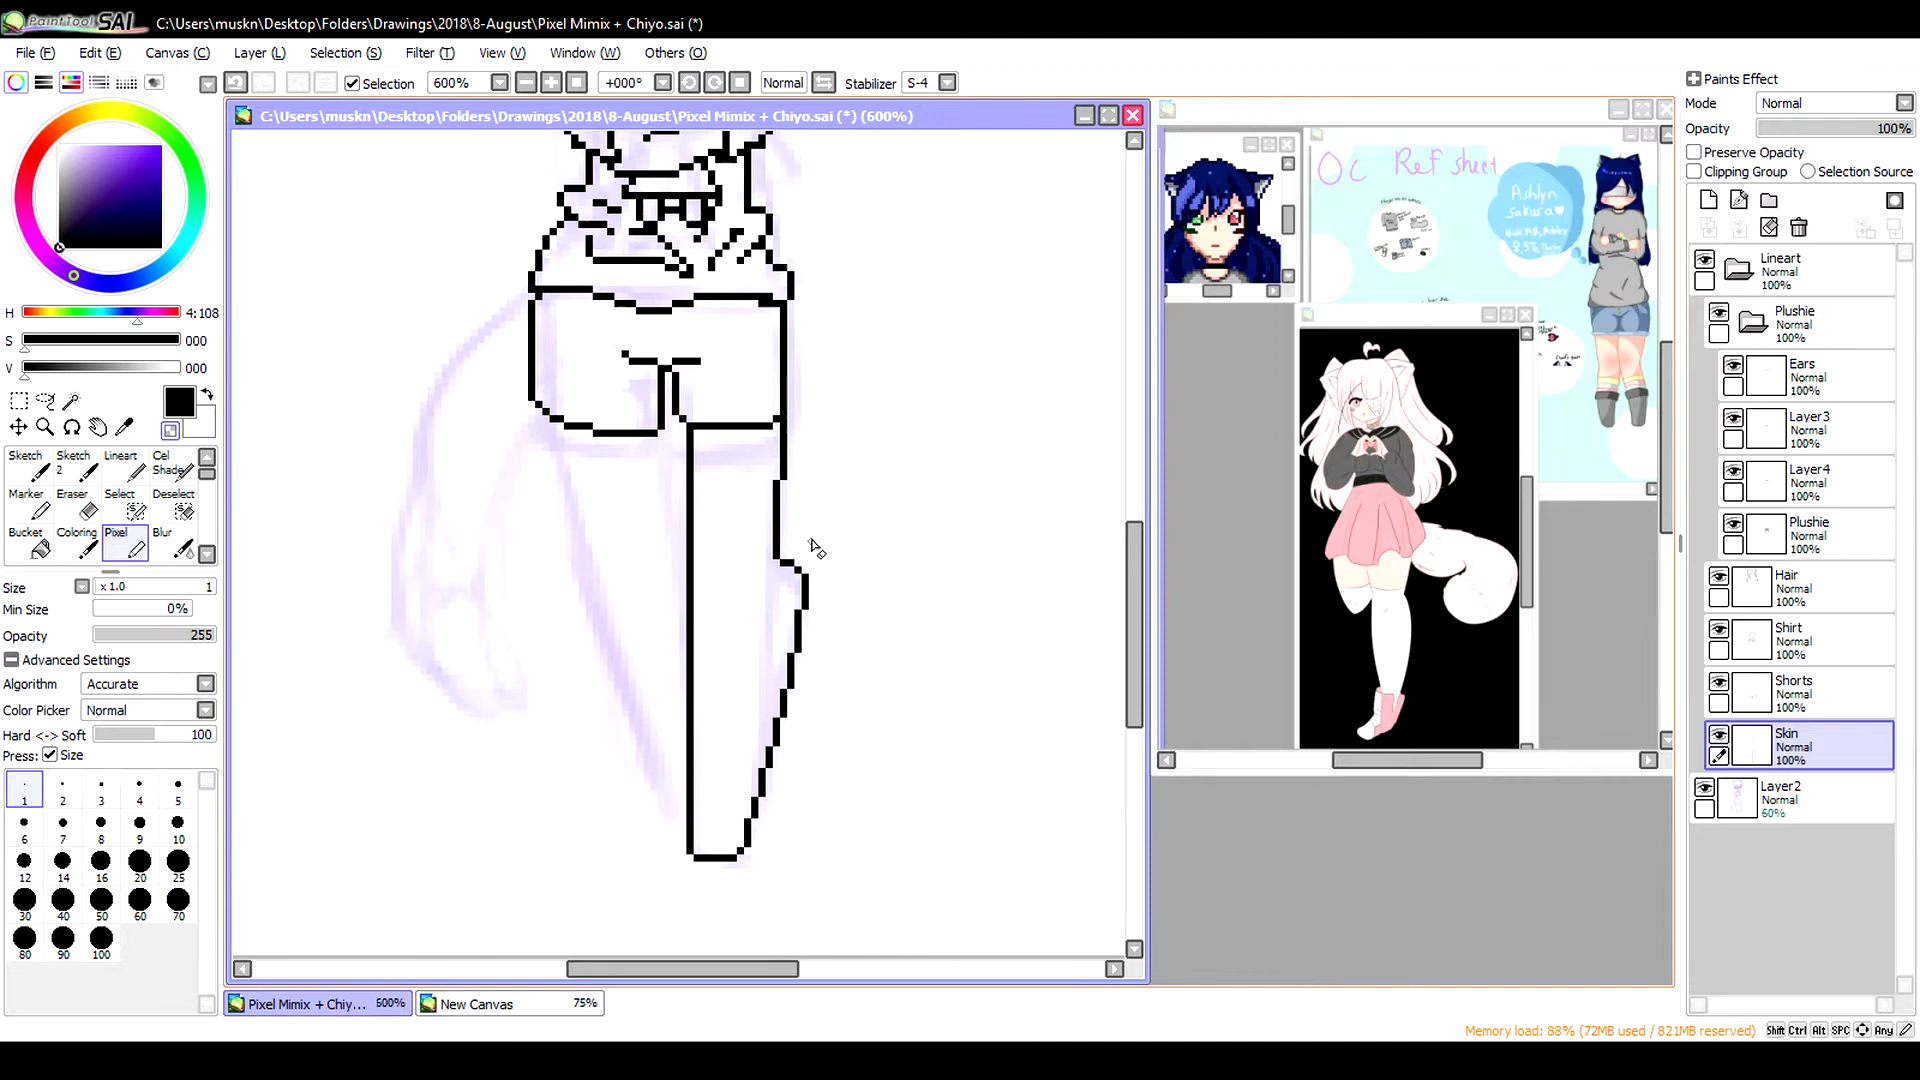 PaintTool SAI C:\Users\muskn\Desktop\Folders\Drawings\2018\8-August\Pixel Mimix + Chiyo.sai (*)
File (F) Edit (E) Canvas (C) Layer (L) Selection (S) Filter (T) View (V) Window (W) Others (O)
Selection 600% +000° Normal Stabilizer S-4
C:\Users\muskn\Desktop\Folders\Drawings\2018\8-August\Pixel Mimix + Chiyo.sai (*) (600%)
H 4:108
S 000
V 000
Sketch Sketch 2 Lineart Cel Shade
Marker Eraser Select Deselect
Bucket Coloring Pixel Blur
Size x 1.0 1
Min Size 0%
Opacity 255
Advanced Settings
Algorithm Accurate
Color Picker Normal
Hard <-> Soft 100
Press: Size
1 2 3 4 5
6 7 8 9 10
12 14 16 20 25
30 40 50 60 70
80 90 100
OC Ref sheet
Ashlyn
Sakura
Pixel Mimix + Chiy... 600% New Canvas 75%
Paints Effect
Mode Normal
Opacity 100%
Preserve Opacity
Clipping Group Selection Source
Lineart
Normal
100%
Plushie
Normal
100%
Ears
Normal
100%
Layer3
Normal
100%
Layer4
Normal
100%
Plushie
Normal
100%
Hair
Normal
100%
Shirt
Normal
100%
Shorts
Normal
100%
Skin
Normal
100%
Layer2
Normal
60%
Memory load: 88% (72MB used / 821MB reserved) Shift Ctrl Alt SPC Any